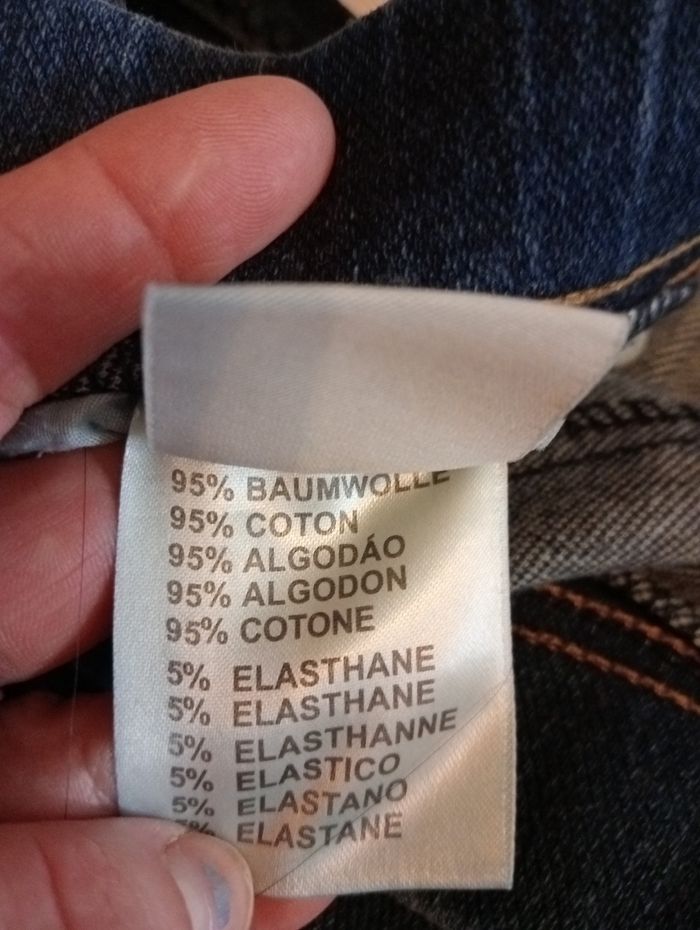 95% BAUMWOLLE
95% COTON
95% ALGODÁO
95% ALGODON
95% COTONE
5% ELASTHANE
5% ELASTHANE
5% ELASTHANNE
5% ELASTICO
5% ELASTANO
5% ELASTANE